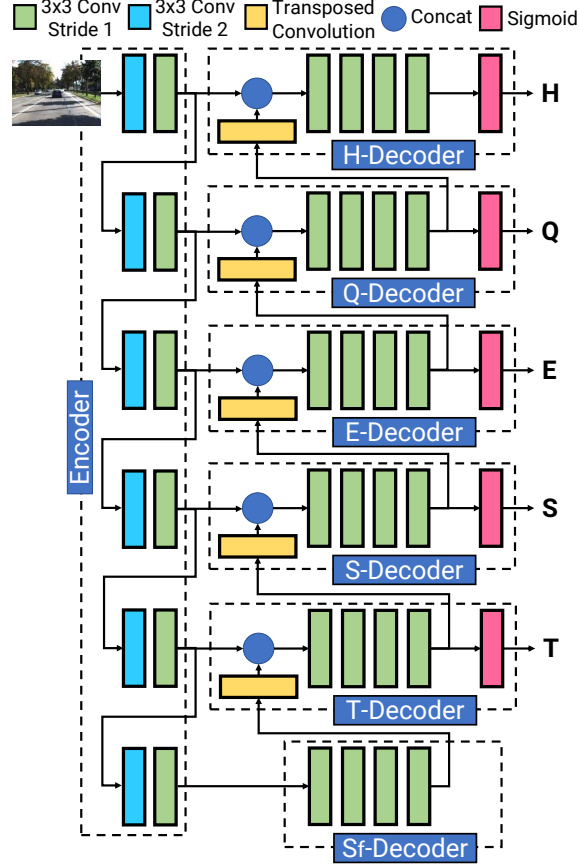 3x3 Conv
Stride 1
3x3 Conv
Stride 2
Transposed
Convolution
Concat
Sigmoid
H
H-Decoder
Q
Q-Decoder
E
E-Decoder
Encoder
S
S-Decoder
T
T-Decoder
Sf-Decoder